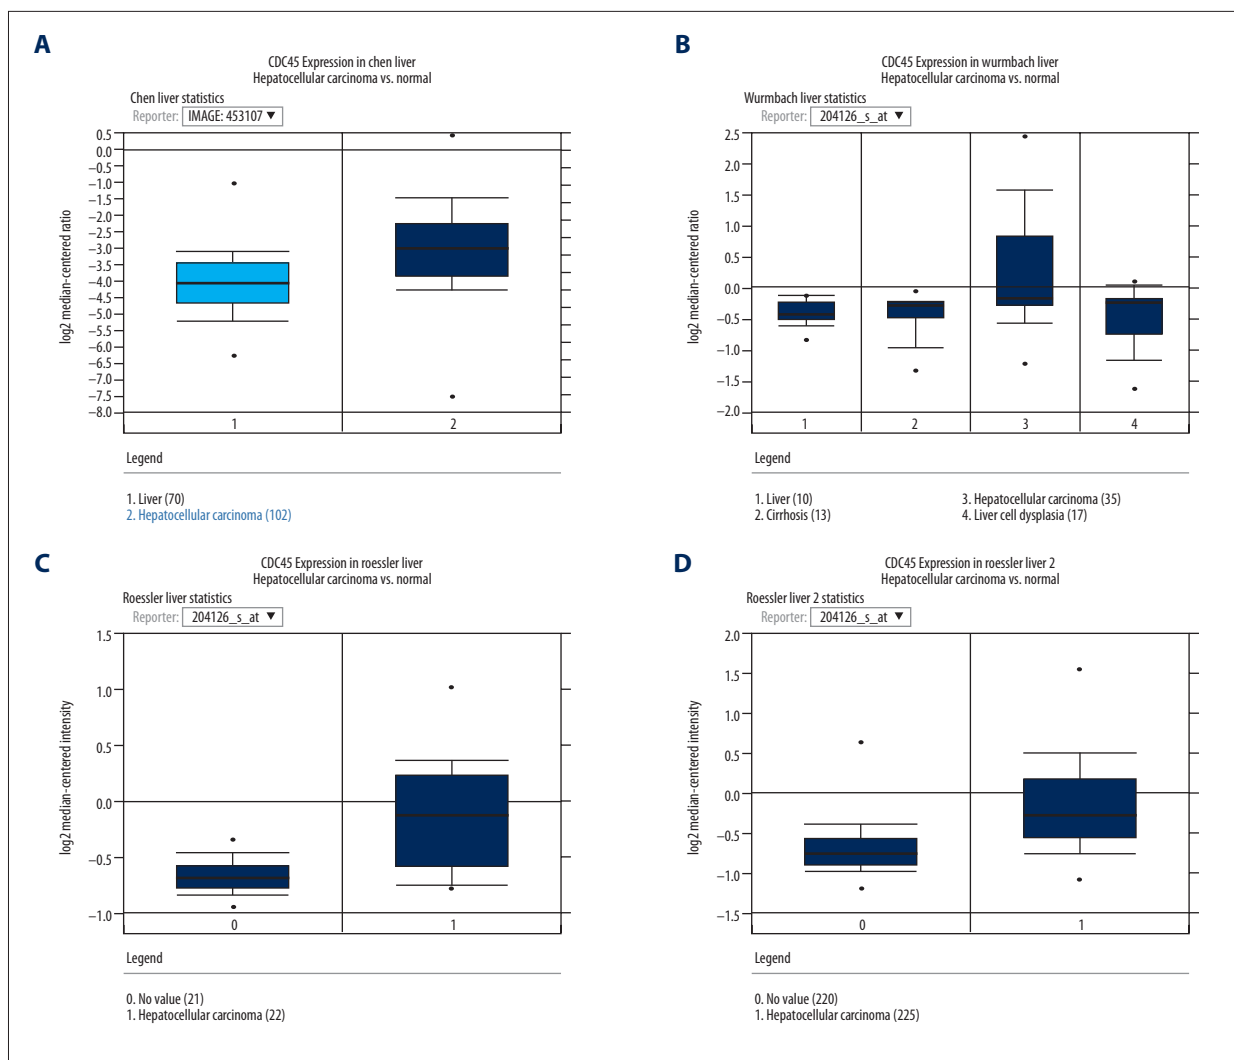 A
CDC45 Expression in chen liver
Hepatocellular carcinoma vs. normal
Chen liver statistics
Reporter: IMAGE: 453107 ▼
log2 median-centered ratio
0.5
0.0
–0.5
–1.0
–1.5
–2.0
–2.5
–3.0
–3.5
–4.0
–4.5
–5.0
–5.5
–6.0
–6.5
–7.0
–7.5
–8.0
1 2
Legend
1. Liver (70)
2. Hepatocellular carcinoma (102)
B
CDC45 Expression in wurmbach liver
Hepatocellular carcinoma vs. normal
Wurmbach liver statistics
Reporter: 204126_s_at ▼
log2 median-centered ratio
2.5
2.0
1.5
1.0
0.5
0.0
–0.5
–1.0
–1.5
–2.0
1 2 3 4
Legend
1. Liver (10)
2. Cirrhosis (13)
3. Hepatocellular carcinoma (35)
4. Liver cell dysplasia (17)
C
CDC45 Expression in roessler liver
Hepatocellular carcinoma vs. normal
Roessler liver statistics
Reporter: 204126_s_at ▼
log2 median-centered intensity
1.5
1.0
0.5
0.0
–0.5
–1.0
0 1
Legend
0. No value (21)
1. Hepatocellular carcinoma (22)
D
CDC45 Expression in roessler liver 2
Hepatocellular carcinoma vs. normal
Roessler liver 2 statistics
Reporter: 204126_s_at ▼
log2 median-centered intensity
2.0
1.5
1.0
0.5
0.0
–0.5
–1.0
–1.5
0 1
Legend
0. No value (220)
1. Hepatocellular carcinoma (225)